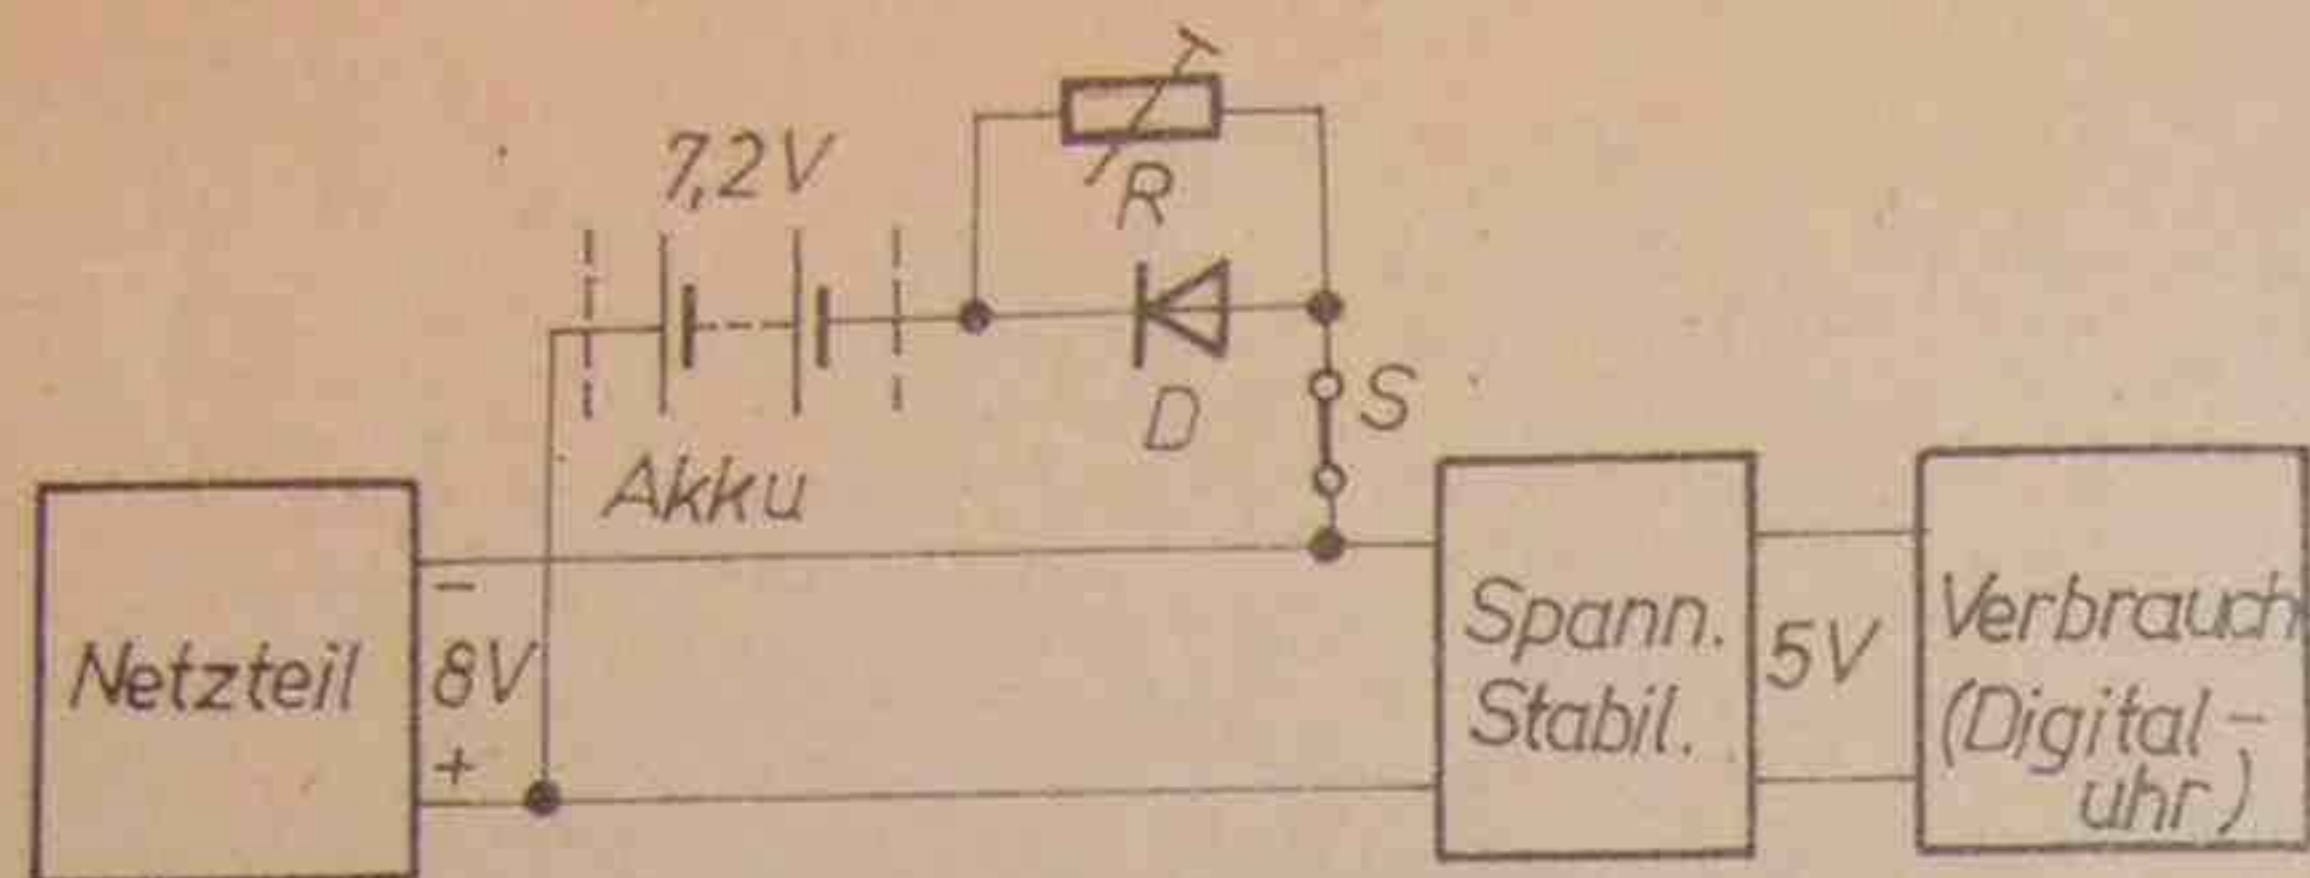 7,2V
R
D
S
Akku
Netzteil
-
8V
+
Spann.
Stabil.
5V
Verbrauch
(Digital-
uhr)